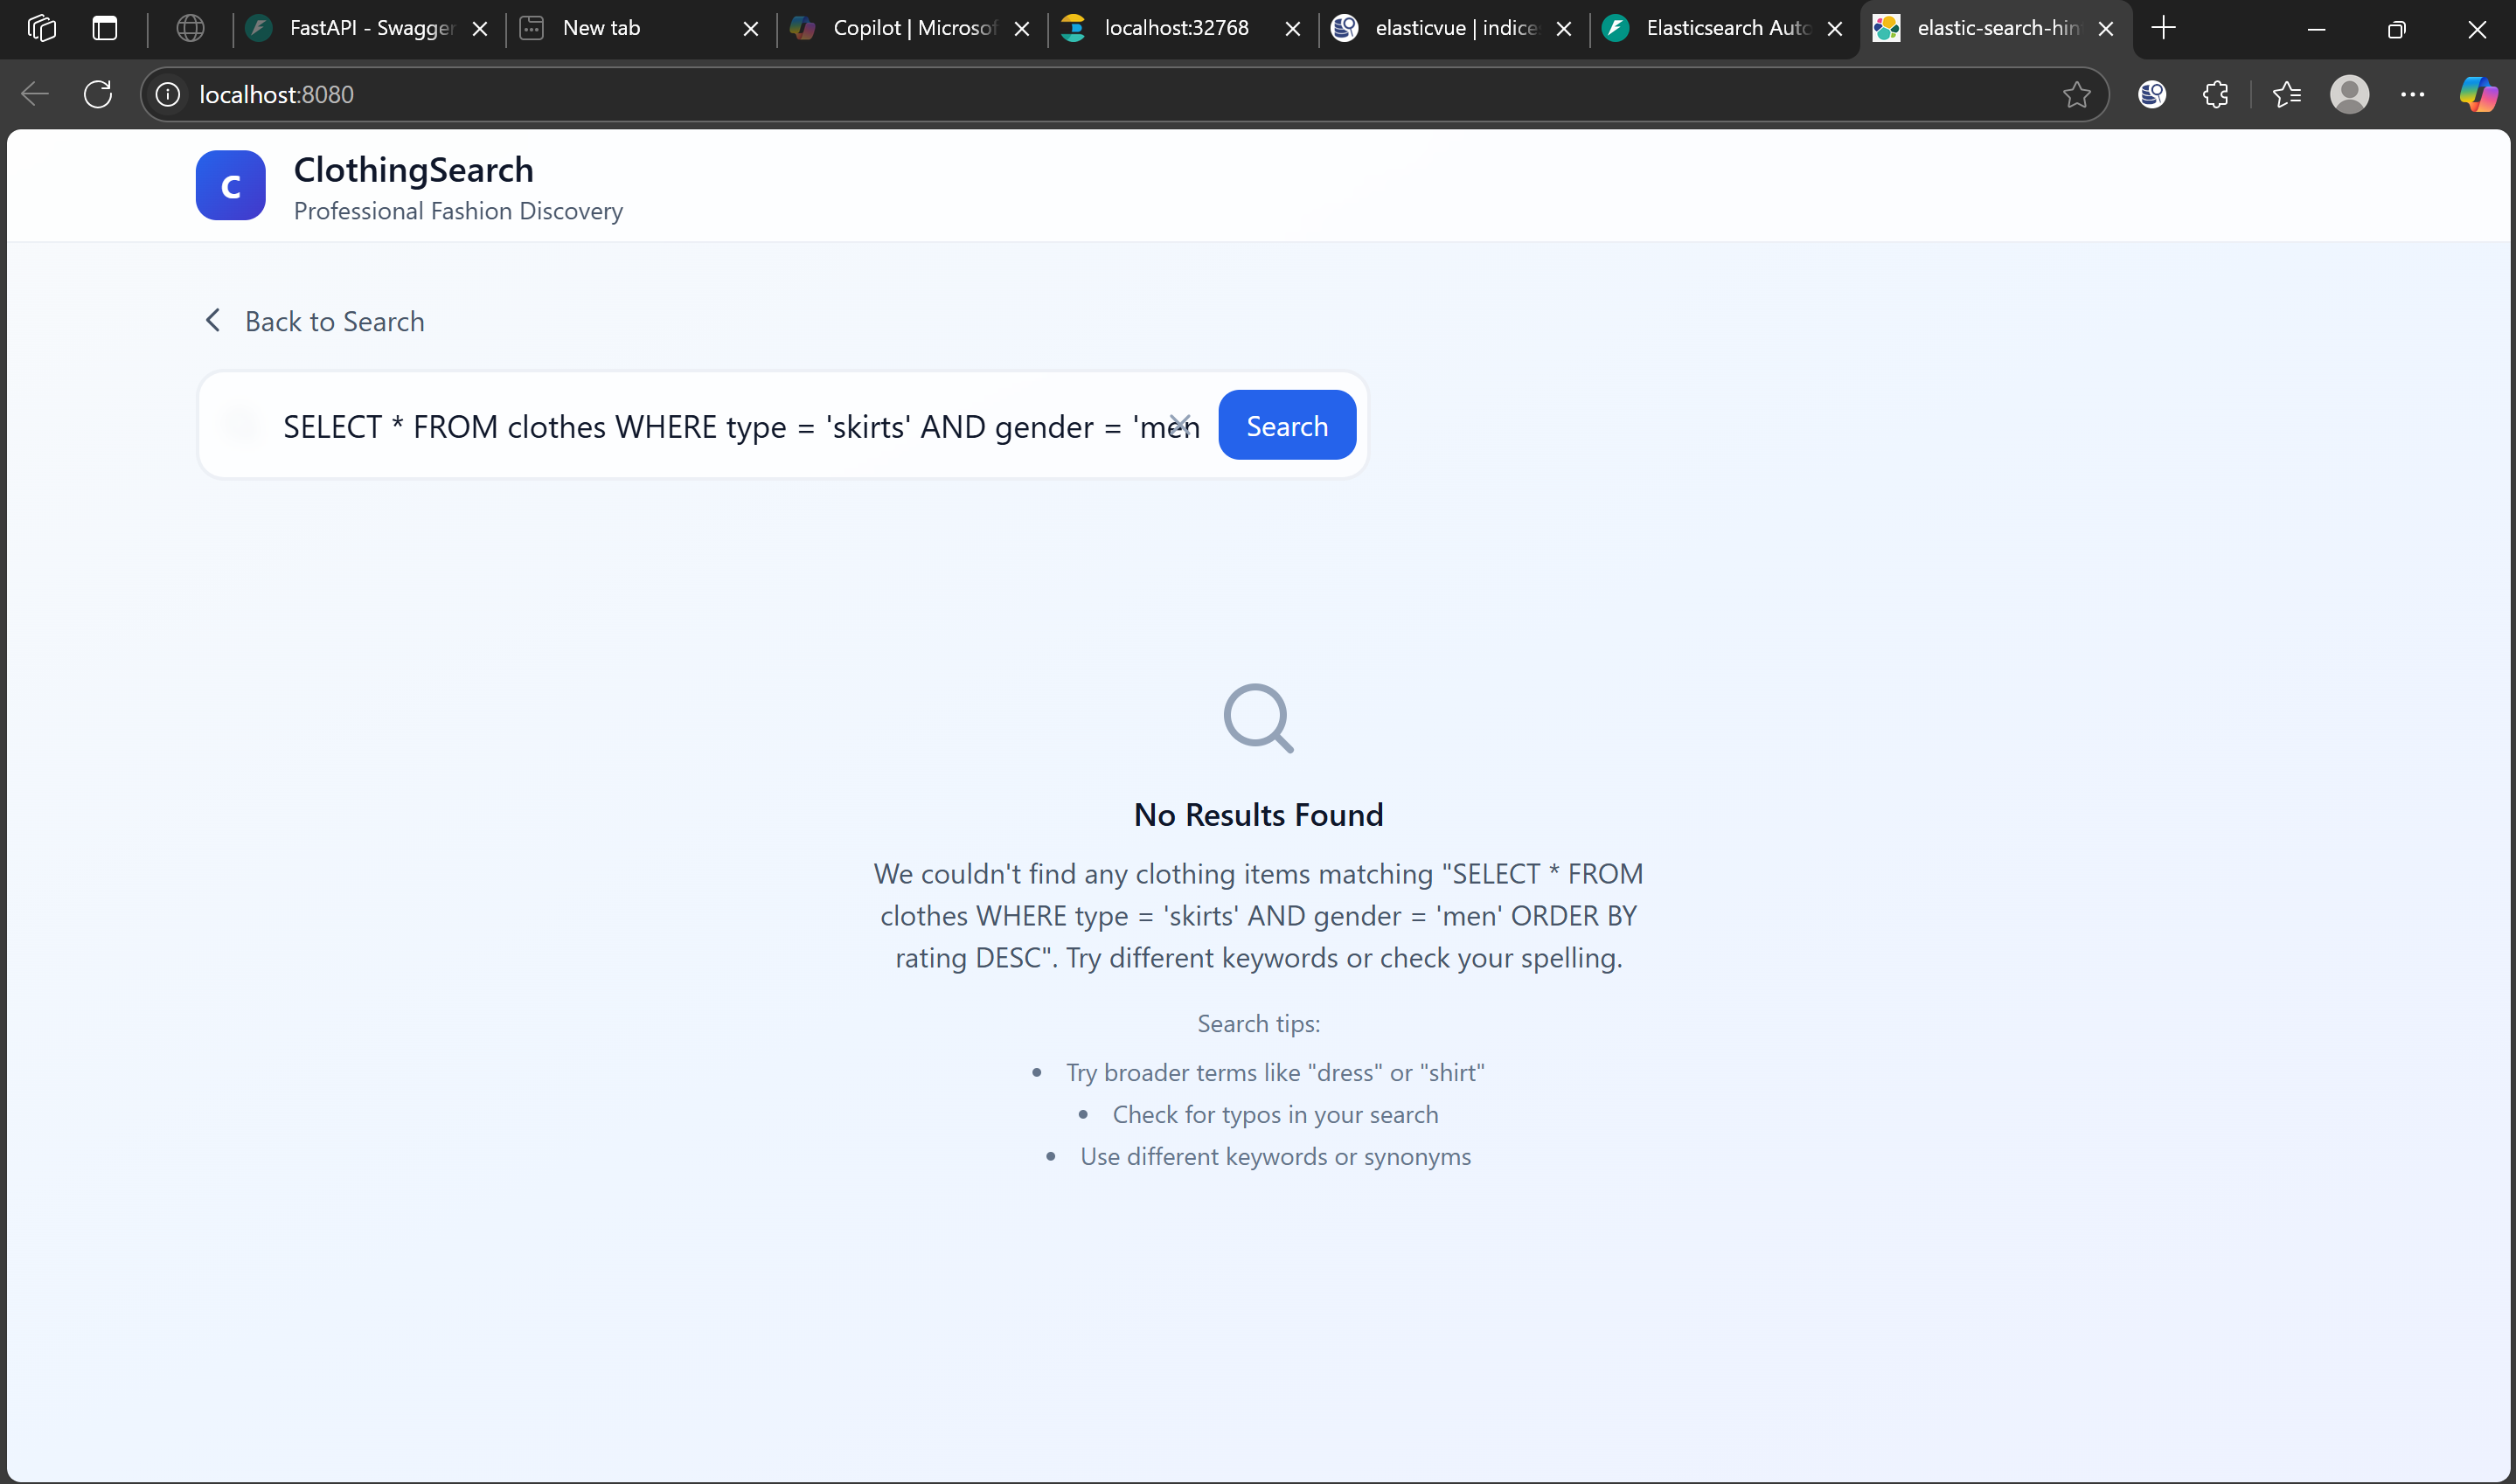 FastAPI - Swagger
New tab
Copilot | Microsof
localhost:32768
elasticvue | indice
Elasticsearch Auto
elastic-search-hin
localhost:8080
C
ClothingSearch
Professional Fashion Discovery
Back to Search
SELECT * FROM clothes WHERE type = 'skirts' AND gender = 'men
Search
No Results Found
We couldn't find any clothing items matching "SELECT * FROM
clothes WHERE type = 'skirts' AND gender = 'men' ORDER BY
rating DESC". Try different keywords or check your spelling.
Search tips:
• Try broader terms like "dress" or "shirt"
• Check for typos in your search
• Use different keywords or synonyms